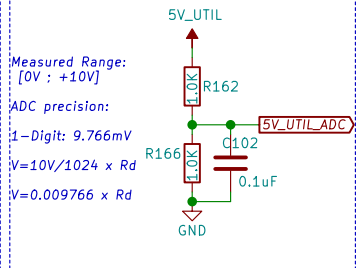 5V_UTIL
Measured Range:
[0V ; +10V]
ADC precision:
1-Digit: 9.766mV
V=10V/1024 x Rd
V=0.009766 x Rd
R162
1.0K
5V_UTIL_ADC
R166
1.0K
C102
0.1uF
GND